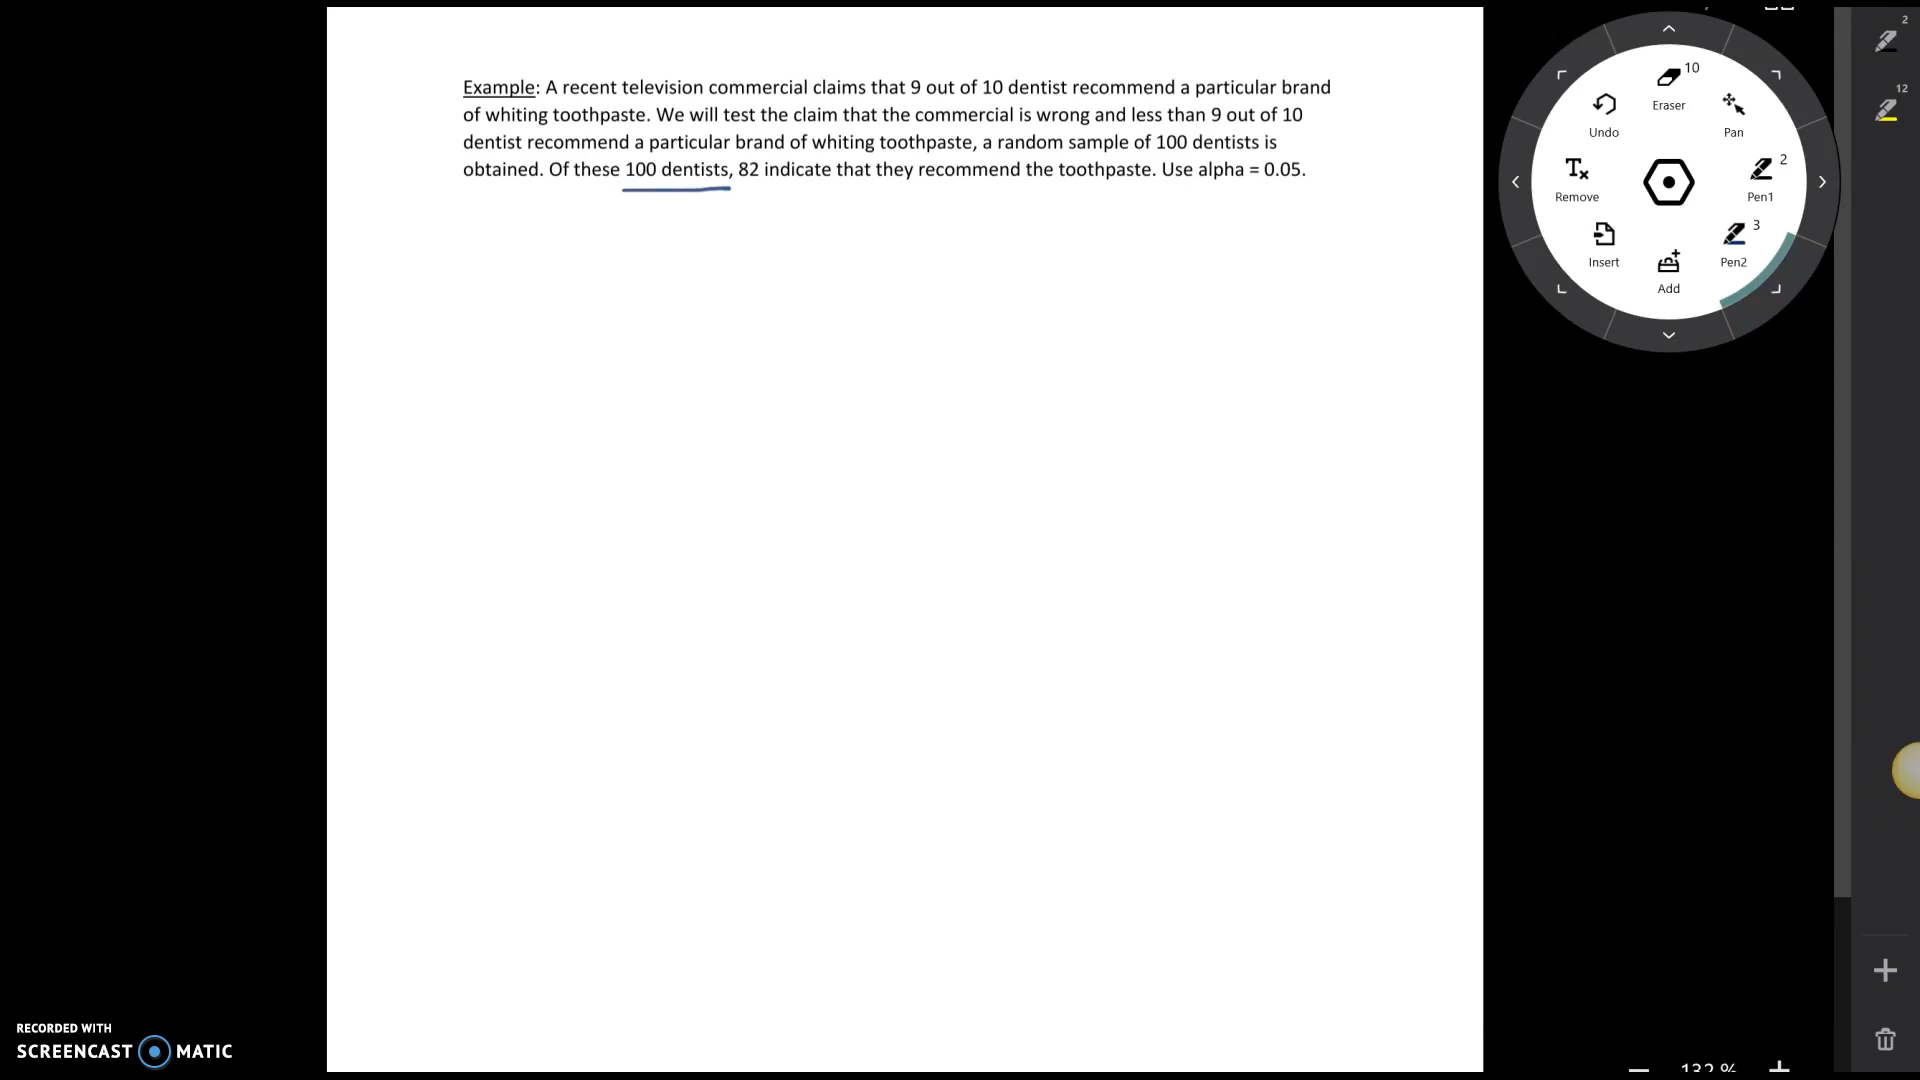 Example: A recent television commercial claims that 9 out of 10 dentist recommend a particular brand
of whiting toothpaste. We will test the claim that the commercial is wrong and less than 9 out of 10
dentist recommend a particular brand of whiting toothpaste, a random sample of 100 dentists is
obtained. Of these 100 dentists, 82 indicate that they recommend the toothpaste. Use alpha = 0.05.
10
Eraser
Undo
Pan
2
Remove
Pen1
3
Insert
Pen2
Add
2
12
RECORDED WITH
SCREENCAST MATIC
132 %